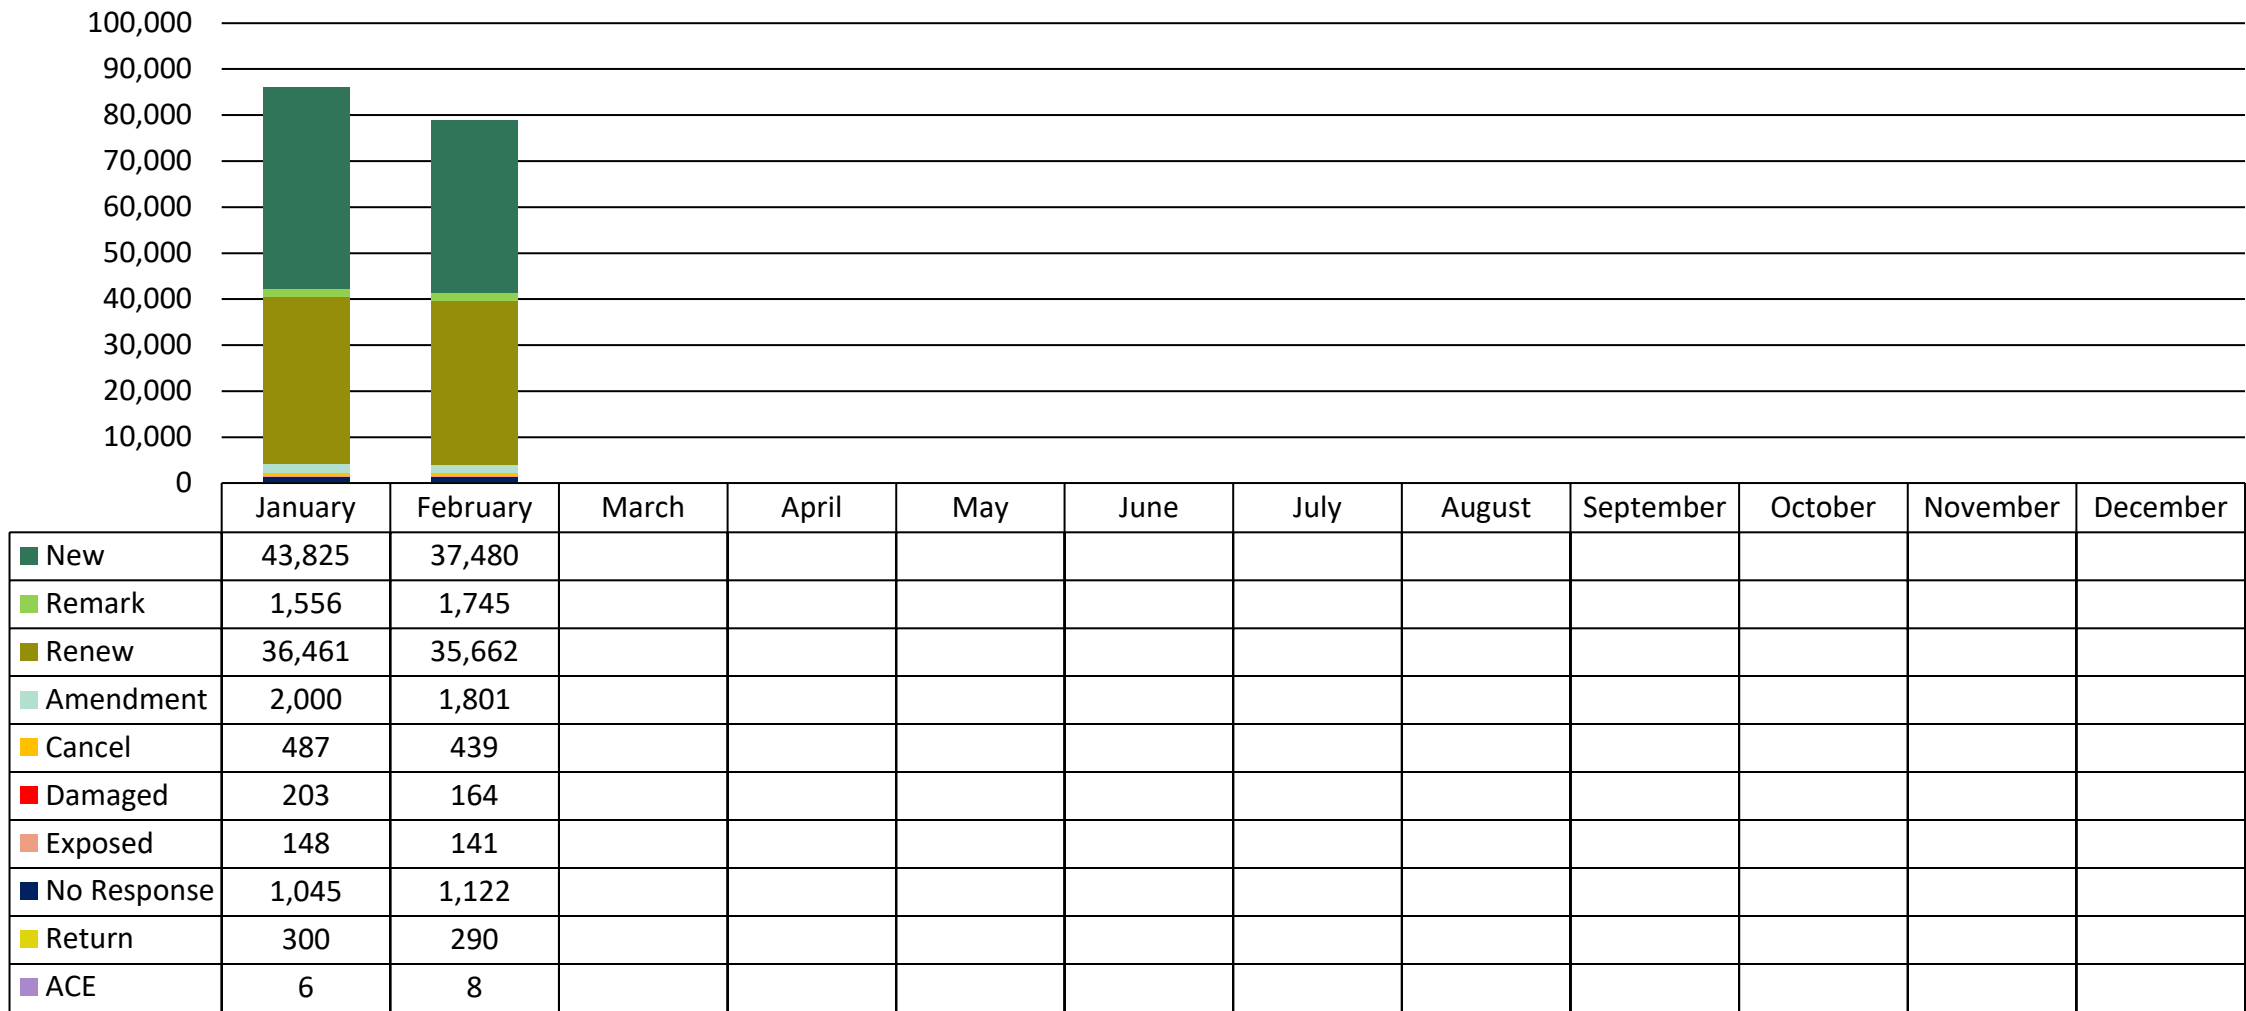 100,000
90,000
80,000
70,000
60,000
50,000
40,000
30,000
20,000
10,000
0
January February March April May June July August September October November December
New 43,825 37,480
Remark 1,556 1,745
Renew 36,461 35,662
Amendment 2,000 1,801
Cancel 487 439
Damaged 203 164
Exposed 148 141
No Response 1,045 1,122
Return 300 290
ACE 6 8